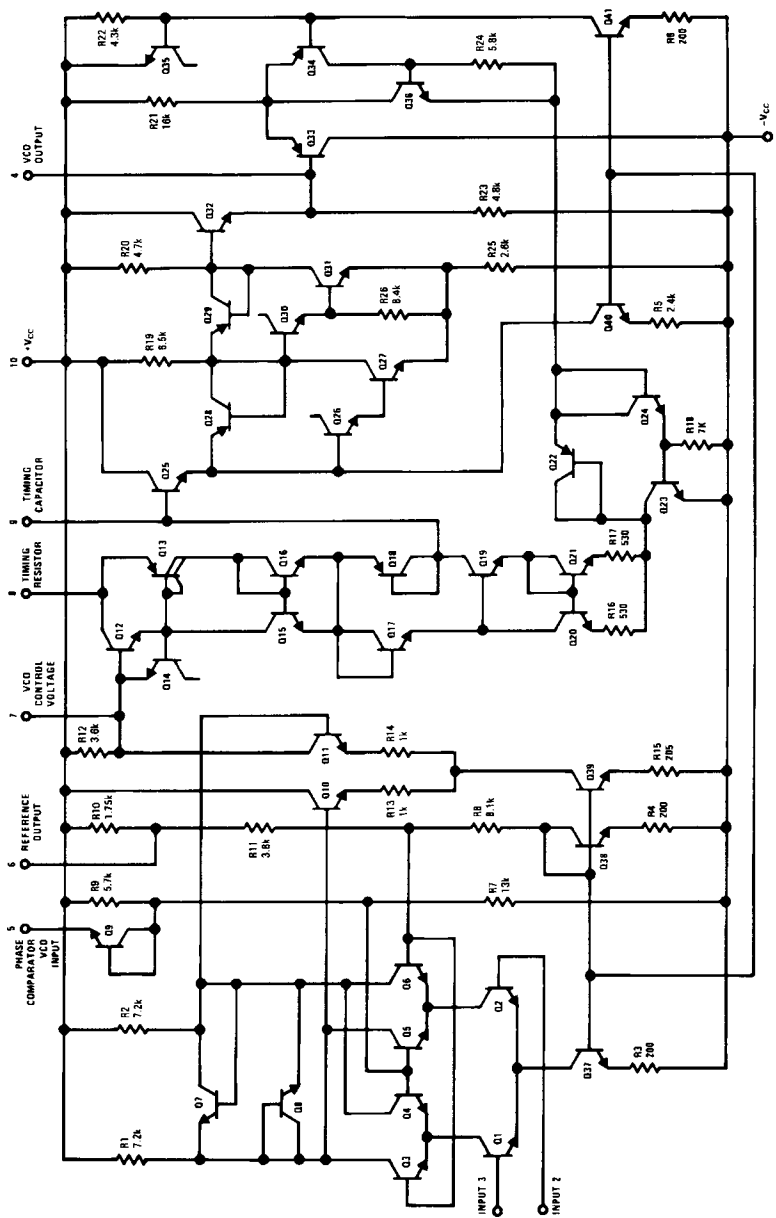 5
PHASE
COMPARATOR
VCO
INPUT
6
REFERENCE
OUTPUT
7
VCO
CONTROL
VOLTAGE
8
TIMING
RESISTOR
9
TIMING
CAPACITOR
10
+VCC
4
VCO
OUTPUT
R1
7.2k
R2
7.2k
Q9
R9
5.7k
R10
1.75k
R12
3.6k
Q12
Q13
Q14
R19
6.5k
R20
4.7k
R21
16k
R22
4.3k
Q35
Q7
Q8
R11
3.8k
Q10
Q11
Q15
Q16
Q25
Q28
Q29
Q32
Q33
Q34
Q3
Q4
Q5
Q6
R13
1k
R14
1k
Q17
Q18
Q26
Q30
Q31
Q27
R26
8.4k
Q36
R24
5.8k
Q1
Q2
R8
8.1k
R7
13k
Q19
Q20
Q21
R16
530
R17
530
R25
2.6k
R23
4.8k
Q22
Q24
Q23
R18
7K
INPUT 3
INPUT 2
Q37
R3
200
Q38
R4
200
Q39
R15
205
Q40
R5
2.4k
Q41
R6
200
-VCC